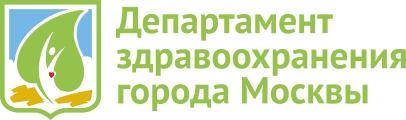 Департамент
здравоохранения
города Москвы